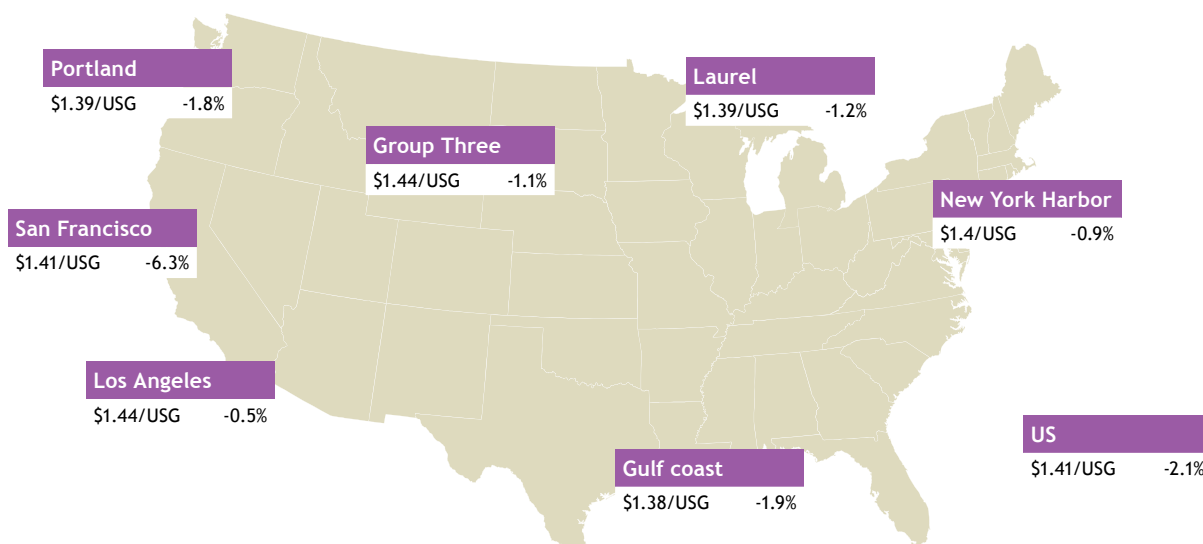 Portland
$1.39/USG -1.8%
Laurel
$1.39/USG -1.2%
Group Three
$1.44/USG -1.1%
New York Harbor
$1.4/USG -0.9%
San Francisco
$1.41/USG -6.3%
Los Angeles
$1.44/USG -0.5%
US
$1.41/USG -2.1%
Gulf coast
$1.38/USG -1.9%